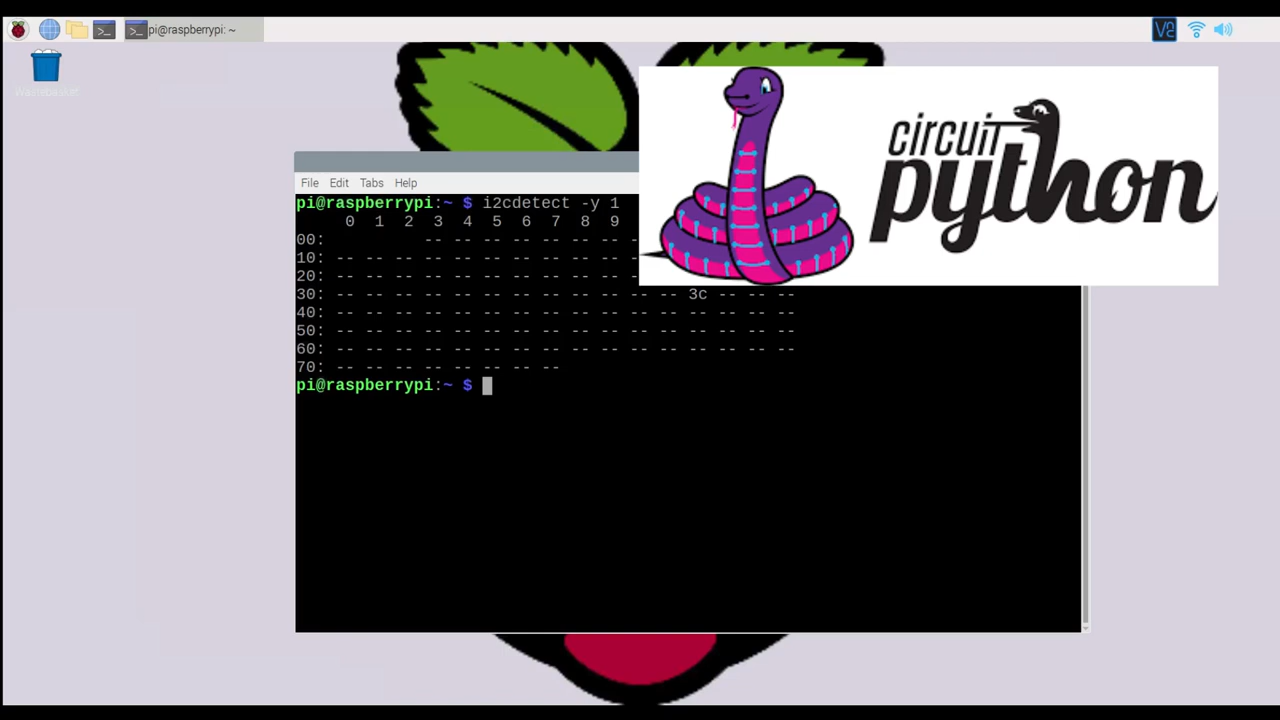 pi@raspberrypi: ~
Wastebasket
File Edit Tabs Help
circuit
python
pi@raspberrypi:~ $ i2cdetect -y 1
0 1 2 3 4 5 6 7 8 9
00: -- -- -- -- -- -- --
10: -- -- -- -- -- -- -- -- -- -- --
20: -- -- -- -- -- -- -- -- -- -- --
30: -- -- -- -- -- -- -- -- -- -- -- -- 3c -- -- --
40: -- -- -- -- -- -- -- -- -- -- -- -- -- -- -- --
50: -- -- -- -- -- -- -- -- -- -- -- -- -- -- -- --
60: -- -- -- -- -- -- -- -- -- -- -- -- -- -- -- --
70: -- -- -- -- -- -- -- --
pi@raspberrypi:~ $